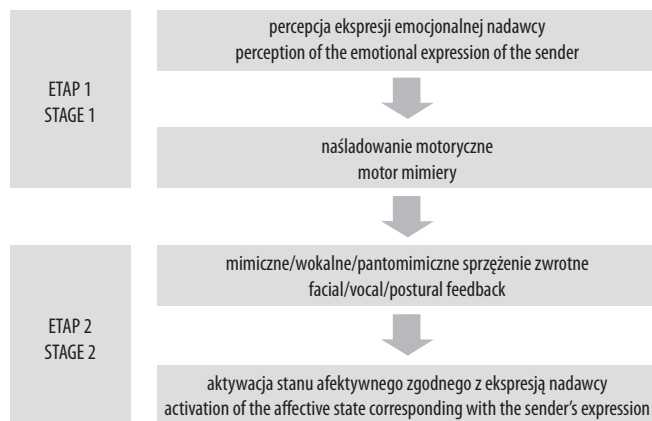 percepcja ekspresji emocjonalnej nadawcy
perception of the emotional expression of the sender
ETAP 1
STAGE 1
naśladowanie motoryczne
motor mimiery
mimiczne/wokalne/pantomimiczne sprzężenie zwrotne
facial/vocal/postural feedback
ETAP 2
STAGE 2
aktywacja stanu afektywnego zgodnego z ekspresją nadawcy
activation of the affective state corresponding with the sender's expression